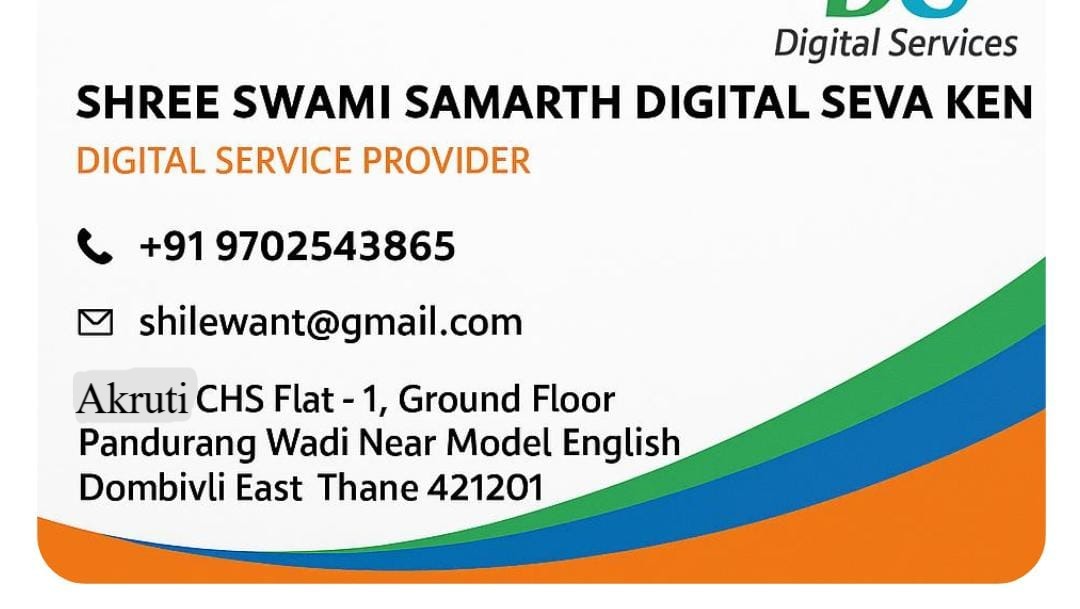 Digital Services
SHREE SWAMI SAMARTH DIGITAL SEVA KEN
DIGITAL SERVICE PROVIDER
+91 9702543865
shilewant@gmail.com
Akruti CHS Flat - 1, Ground Floor
Pandurang Wadi Near Model English
Dombivli East Thane 421201